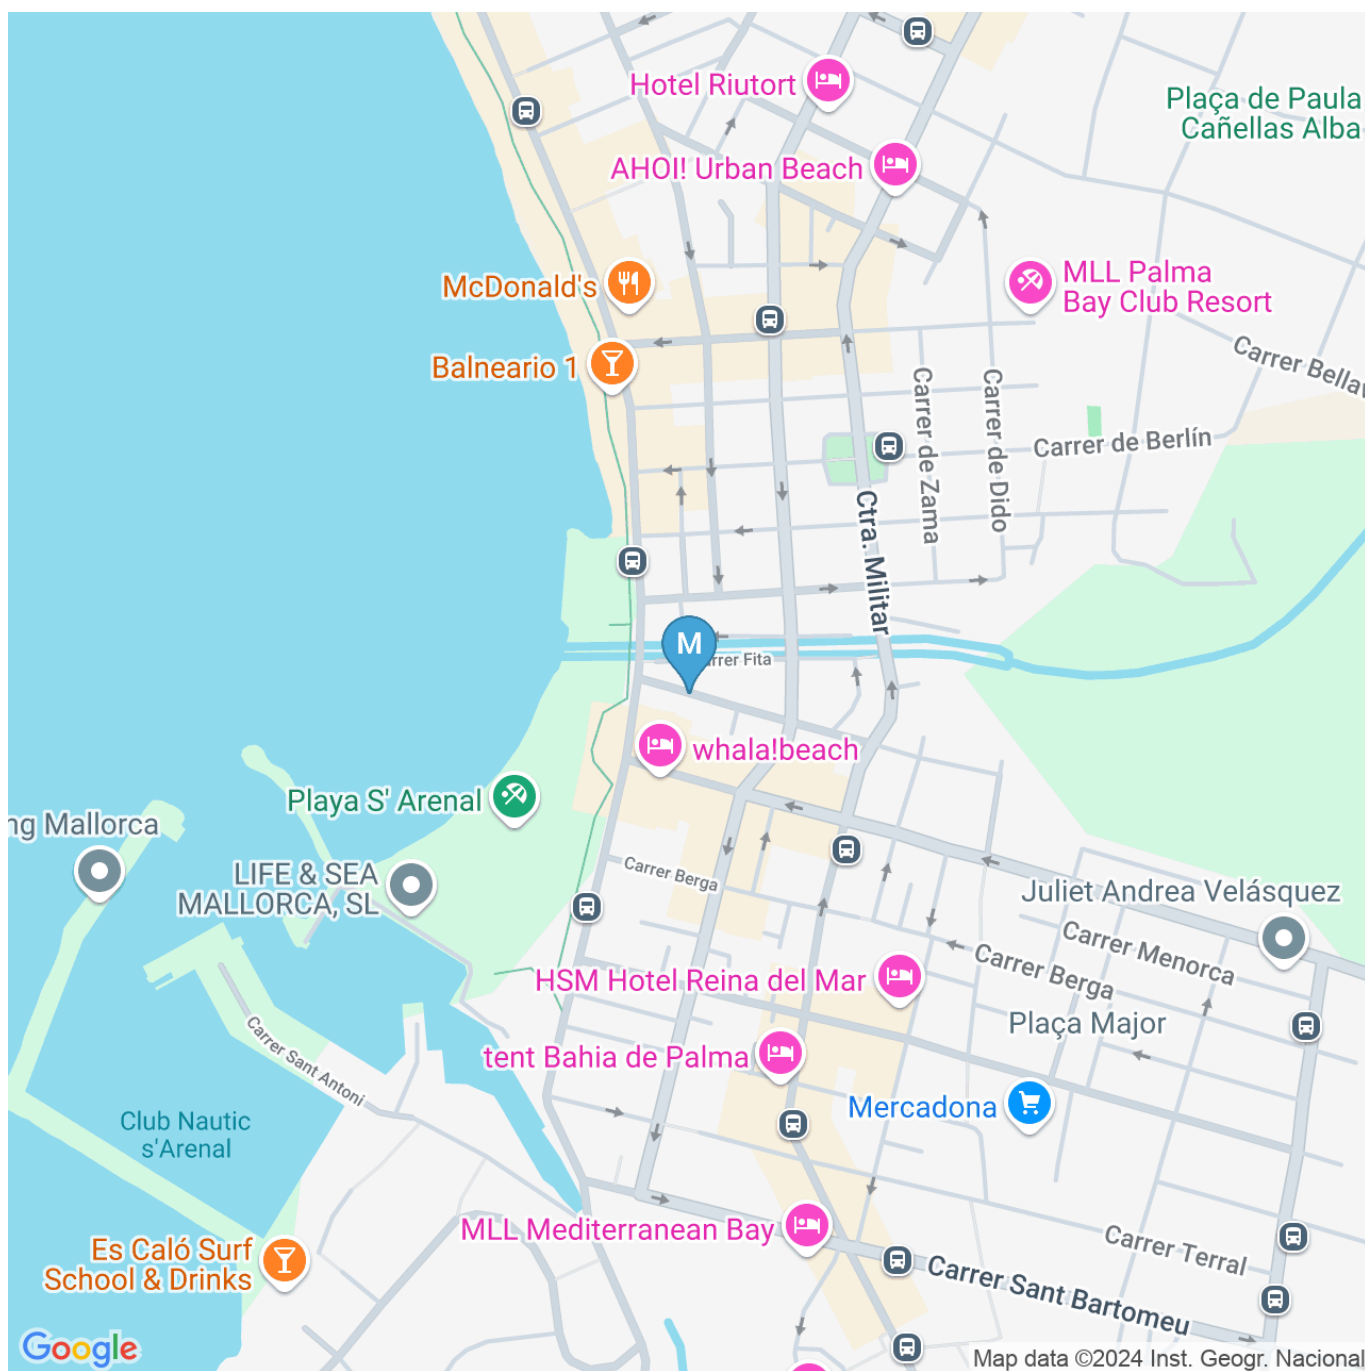 Hotel Riutort
Plaça de Paula
Cañellas Alba
AHOI! Urban Beach
McDonald's
MLL Palma
Bay Club Resort
Balneario 1
Carrer de Zama
Carrer de Dido
Carrer de Berlín
Ctra. Militar
M
Fita
whala!beach
Playa S' Arenal
ng Mallorca
LIFE & SEA
MALLORCA, SL
Carrer Berga
Juliet Andrea Velásquez
Carrer Menorca
Carrer Berga
HSM Hotel Reina del Mar
Plaça Major
Carrer Sant Antoni
tent Bahia de Palma
Mercadona
Club Nautic
s'Arenal
MLL Mediterranean Bay
Es Caló Surf
School & Drinks
Carrer Terral
Carrer Sant Bartomeu
Google
Map data ©2024 Inst. Geogr. Nacional